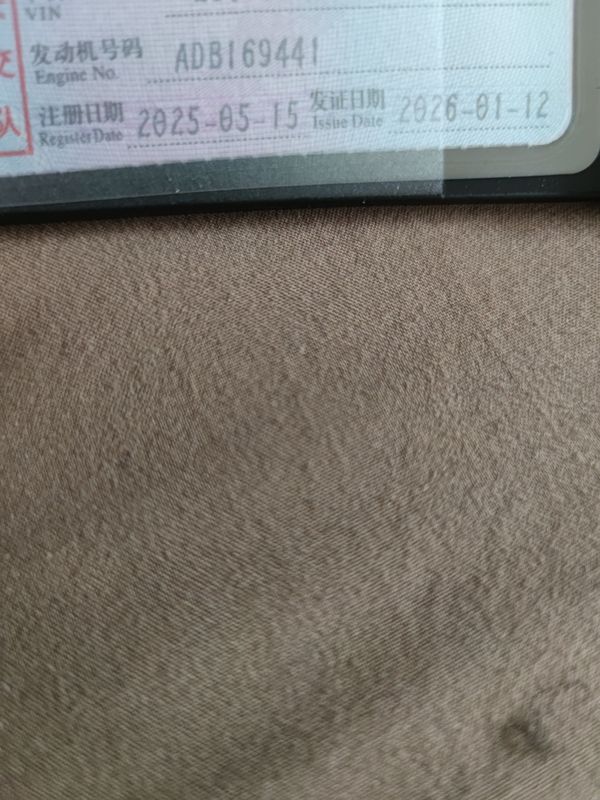 VIN
发动机号码 ADB169441
Engine No.
注册日期 2025-05-15 发证日期 2026-01-12
Register Date Issue Date
队